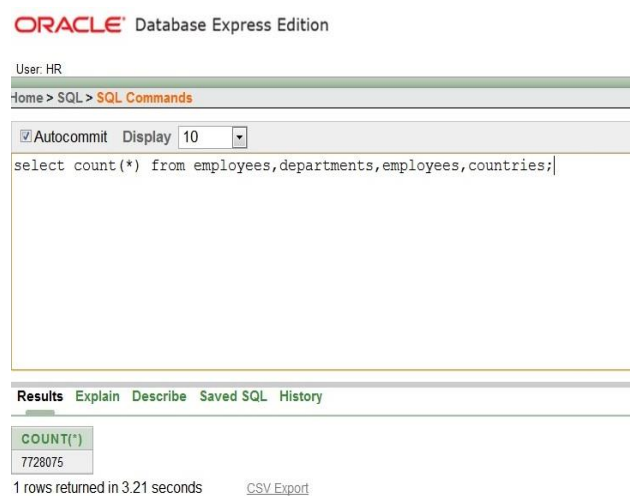 ORACLE Database Express Edition
User: HR
Home > SQL > SQL Commands
Autocommit Display 10
select count(*) from employees,departments,employees,countries;
Results Explain Describe Saved SQL History
COUNT(*)
7728075
1 rows returned in 3.21 seconds CSV Export